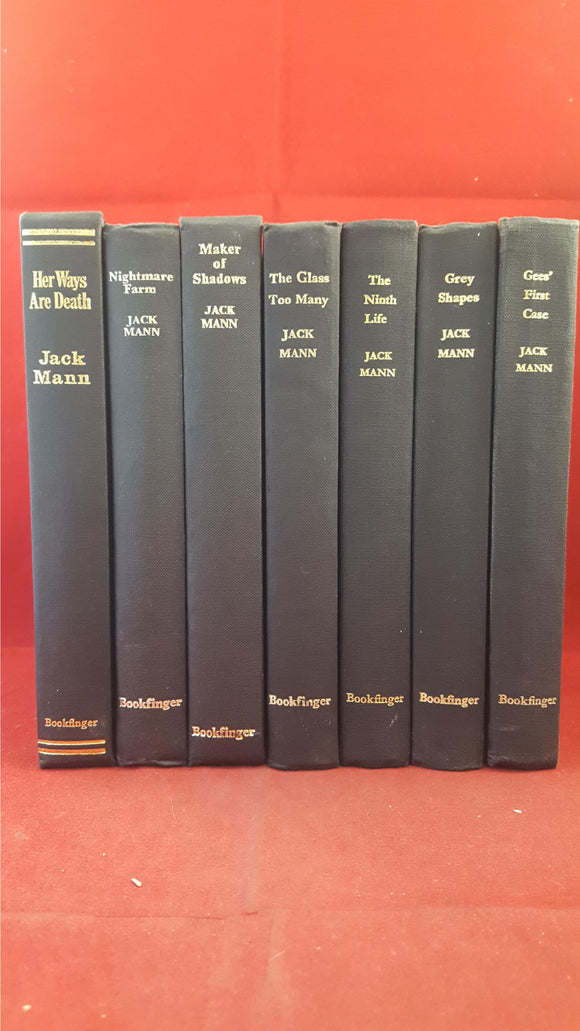 Her Ways
Are Death
Jack
Mann
Bookfinger
Nightmare
Farm
JACK
MANN
Bookfinger
Maker
of
Shadows
JACK
MANN
Bookfinger
The Glass
Too Many
JACK
MANN
Bookfinger
The
Ninth
Life
JACK
MANN
Bookfinger
Grey
Shapes
JACK
MANN
Bookfinger
Gees'
First
Case
JACK
MANN
Bookfinger